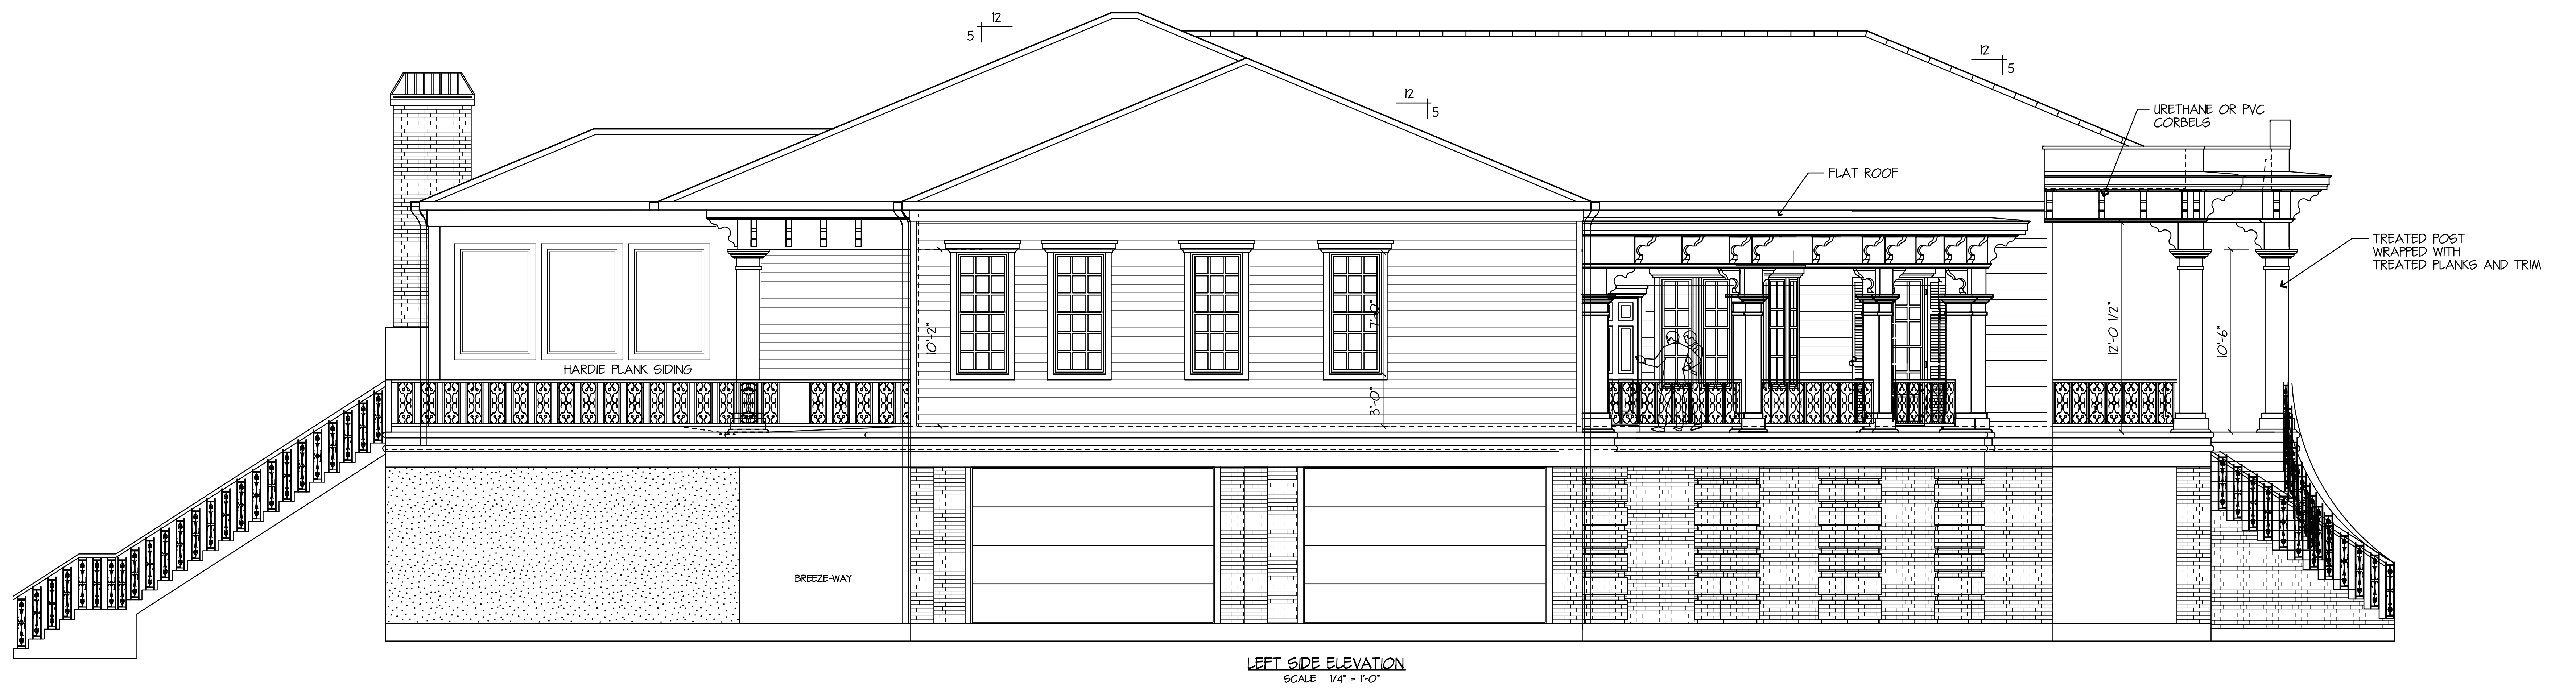 12
5
12
5
12
5
URETHANE OR PVC
CORBELS
FLAT ROOF
TREATED POST
WRAPPED WITH
TREATED PLANKS AND TRIM
10'-2"
7'-0"
3'-0"
12'-0 1/2"
10'-6"
HARDIE PLANK SIDING
BREEZE-WAY
LEFT SIDE ELEVATION
SCALE 1/4" = 1'-0"